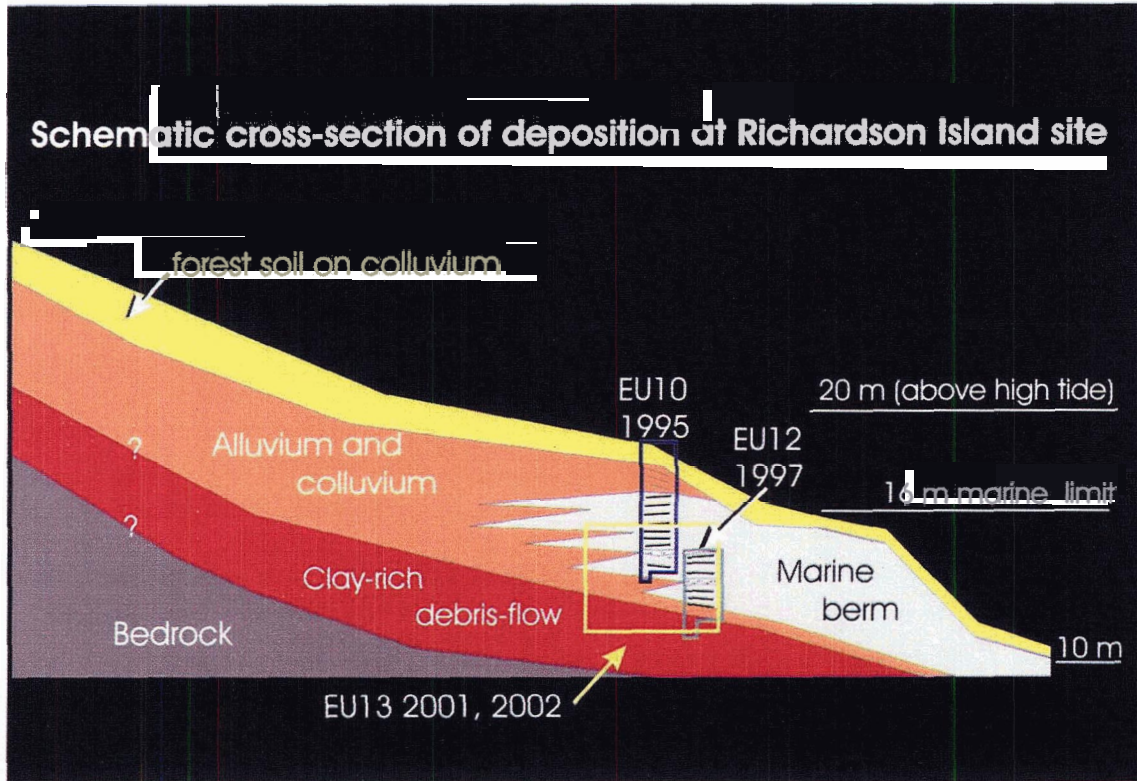 Schematic cross-section of deposition at Richardson Island site
forest soil on colluvium
EU10
1995
20 m (above high tide)
EU12
1997
16 m marine limit
?
Alluvium and
colluvium
?
Clay-rich
debris-flow
Marine
berm
Bedrock
10 m
EU13 2001, 2002